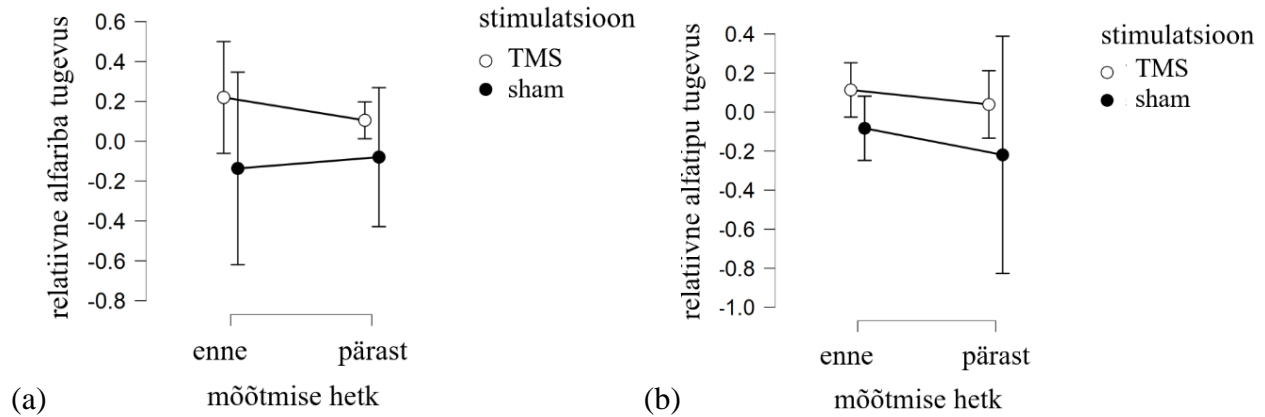 relatiivne alfariba tugevus
0.6
0.4
0.2
0.0
-0.2
-0.4
-0.6
-0.8
enne
pärast
mõõtmise hetk
stimulatsioon
TMS
sham
(a)
relatiivne alfatipu tugevus
0.4
0.2
0.0
-0.2
-0.4
-0.6
-0.8
-1.0
enne
pärast
mõõtmise hetk
stimulatsioon
TMS
sham
(b)